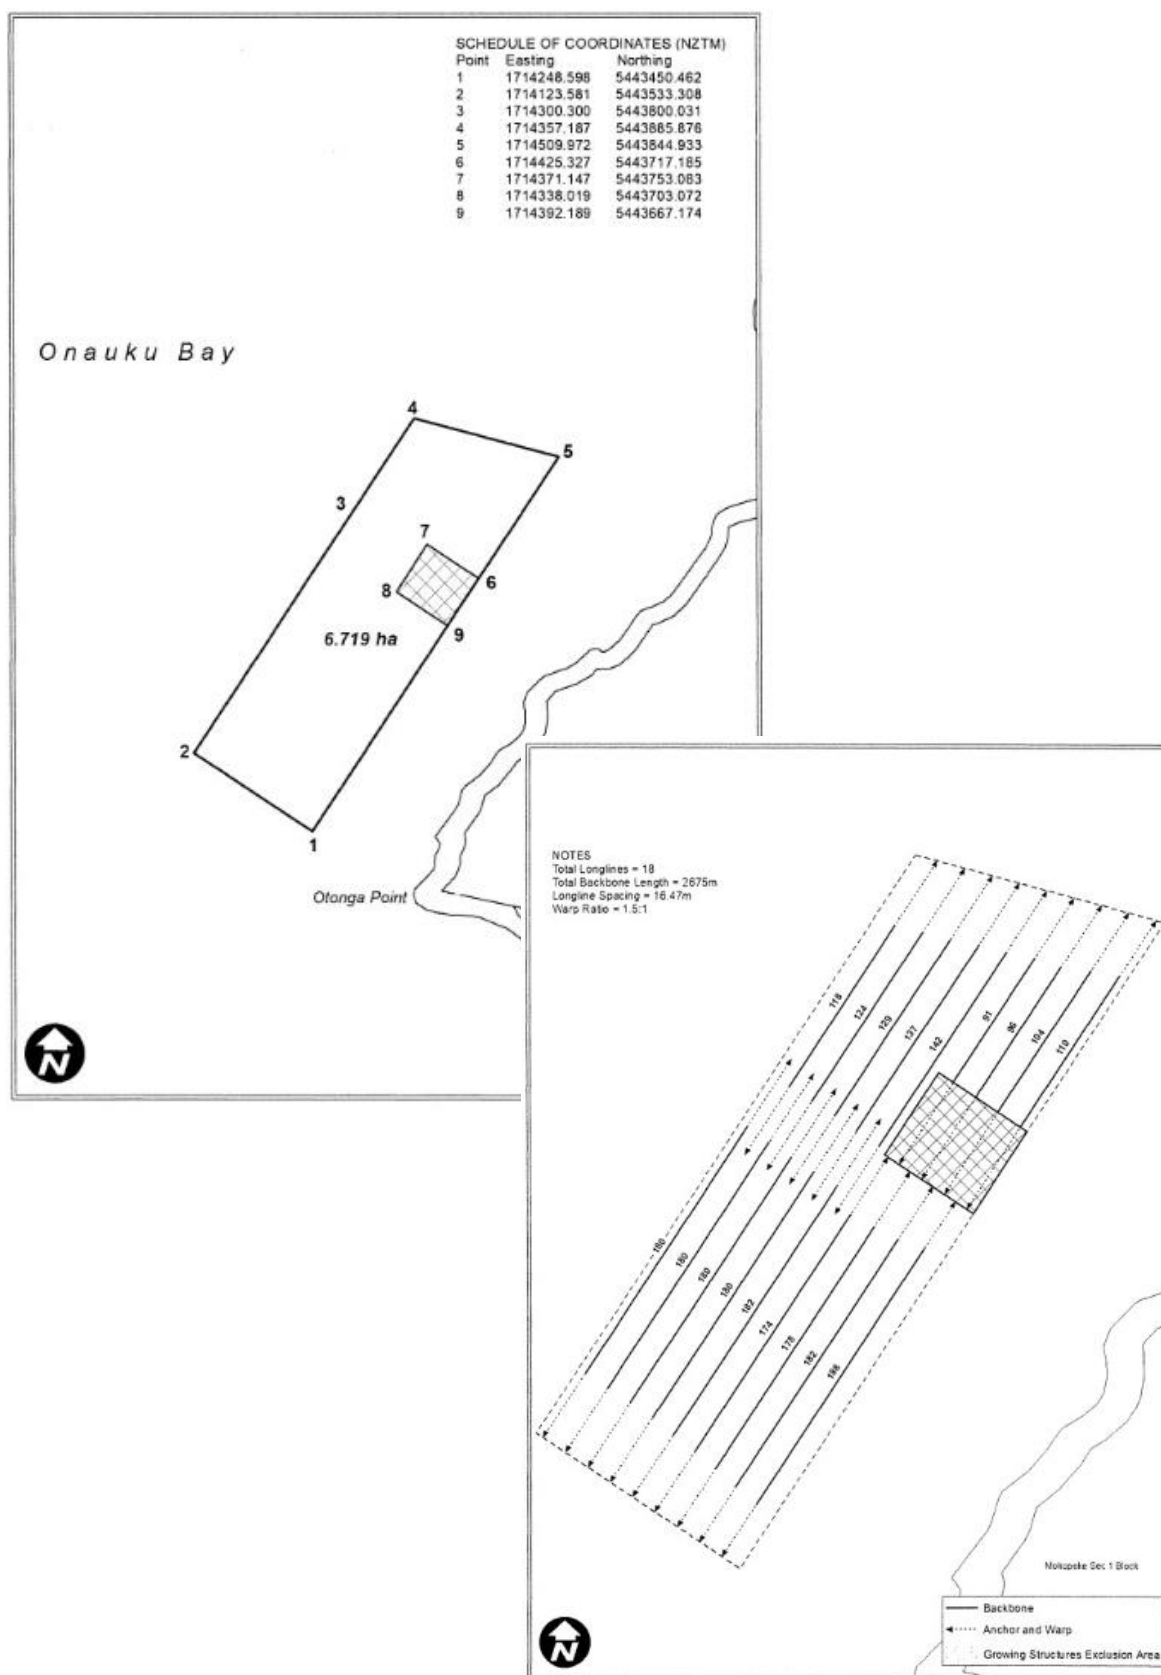 SCHEDULE OF COORDINATES (NZTM)
Point Easting Northing
1 1714248.598 5443450.462
2 1714123.581 5443533.308
3 1714300.300 5443800.031
4 1714357.187 5443885.876
5 1714509.972 5443844.933
6 1714425.327 5443717.185
7 1714371.147 5443753.083
8 1714338.019 5443703.072
9 1714392.189 5443667.174
Onauku Bay
4
5
3
7
6
8
9
6.719 ha
2
1
Otonga Point
N
NOTES
Total Longlines = 18
Total Backbone Length = 2675m
Longline Spacing = 16.47m
Warp Ratio = 1.5:1
124
129
137
142
91
104
110
180
180
180
180
182
174
178
182
Backbone
Anchor and Warp
Growing Structures Exclusion Area
N